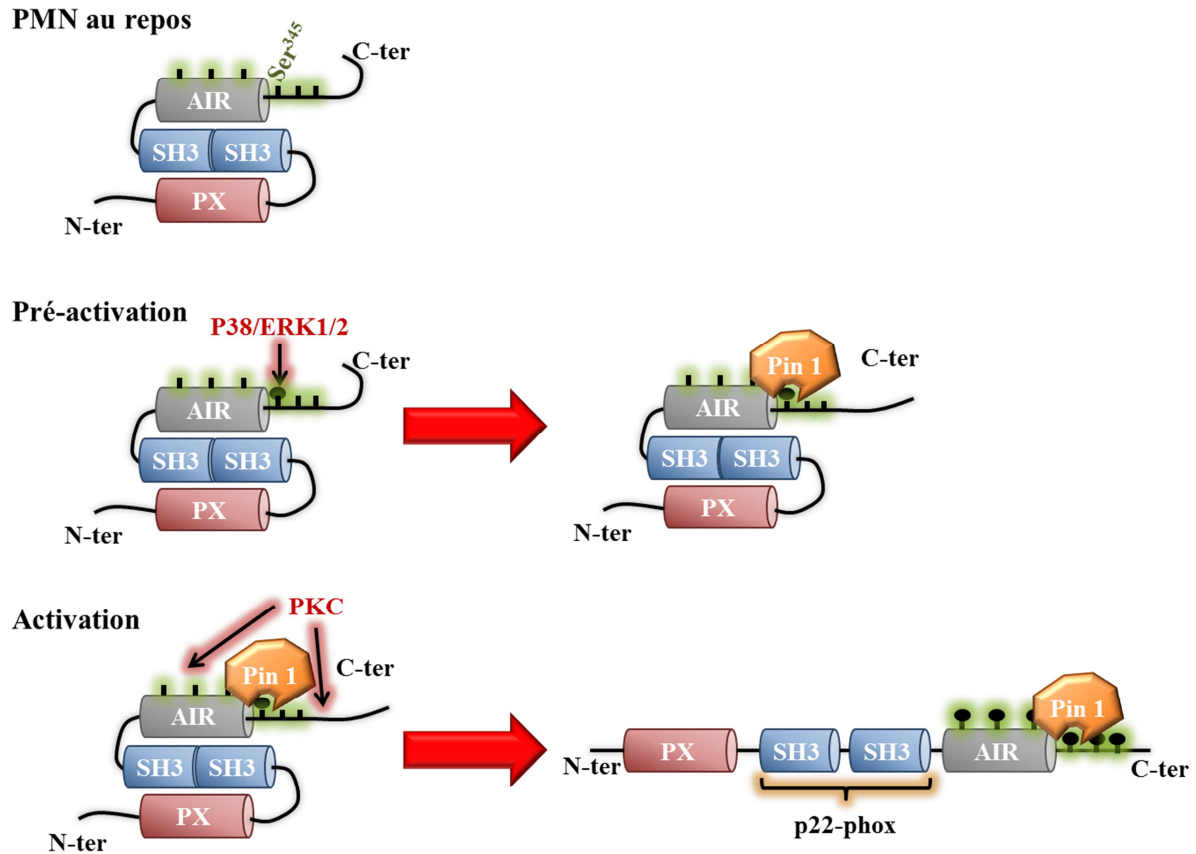 PMN au repos
Ser345
C-ter
AIR
SH3 SH3
PX
N-ter
Pré-activation
P38/ERK1/2
C-ter
AIR
SH3 SH3
PX
N-ter
Pin 1
C-ter
AIR
SH3 SH3
PX
N-ter
Activation
PKC
Pin 1
C-ter
AIR
SH3 SH3
PX
N-ter
Pin 1
N-ter
PX
SH3
SH3
AIR
C-ter
p22-phox